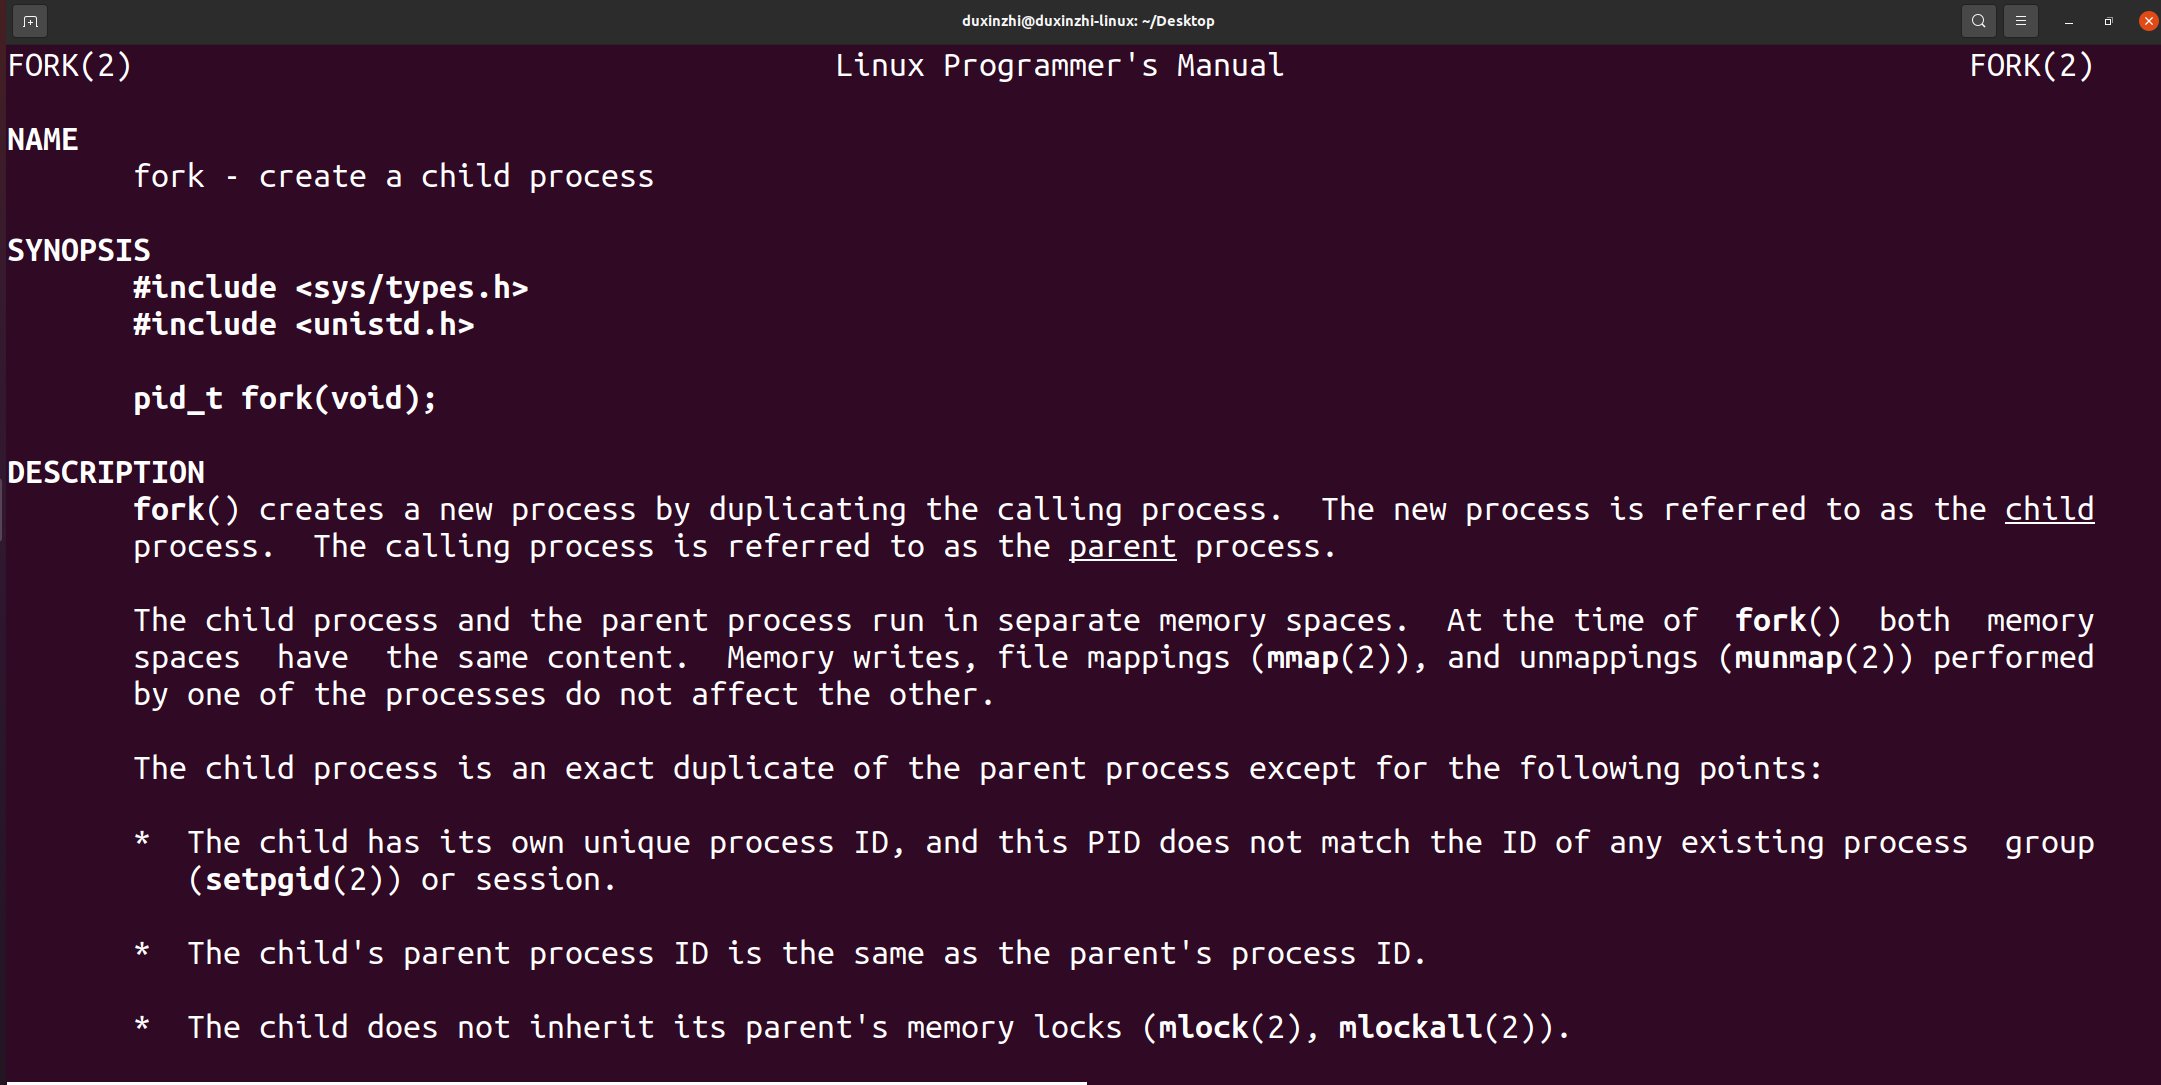 duxinzhi@duxinzhi-linux: ~/Desktop
FORK(2) Linux Programmer's Manual FORK(2)
NAME
fork - create a child process
SYNOPSIS
#include <sys/types.h>
#include <unistd.h>
pid_t fork(void);
DESCRIPTION
fork() creates a new process by duplicating the calling process.  The new process is referred to as the child
process.  The calling process is referred to as the parent process.
The child process and the parent process run in separate memory spaces.  At the time of  fork()  both  memory
spaces  have  the same content.  Memory writes, file mappings (mmap(2)), and unmappings (munmap(2)) performed
by one of the processes do not affect the other.
The child process is an exact duplicate of the parent process except for the following points:
*  The child has its own unique process ID, and this PID does not match the ID of any existing process  group
(setpgid(2)) or session.
*  The child's parent process ID is the same as the parent's process ID.
*  The child does not inherit its parent's memory locks (mlock(2), mlockall(2)).